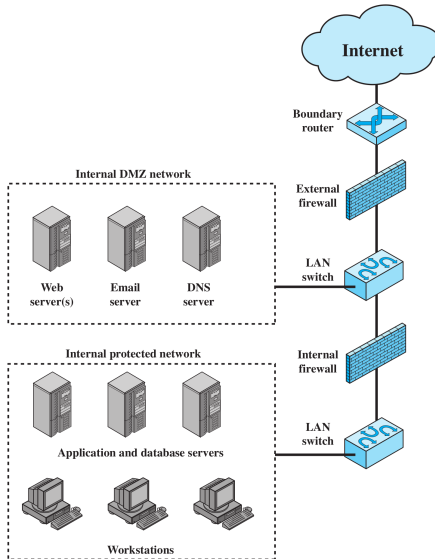 Internet
Boundary
router
Internal DMZ network
External
firewall
Web
server(s)
Email
server
DNS
server
LAN
switch
Internal protected network
Internal
firewall
Application and database servers
LAN
switch
Workstations